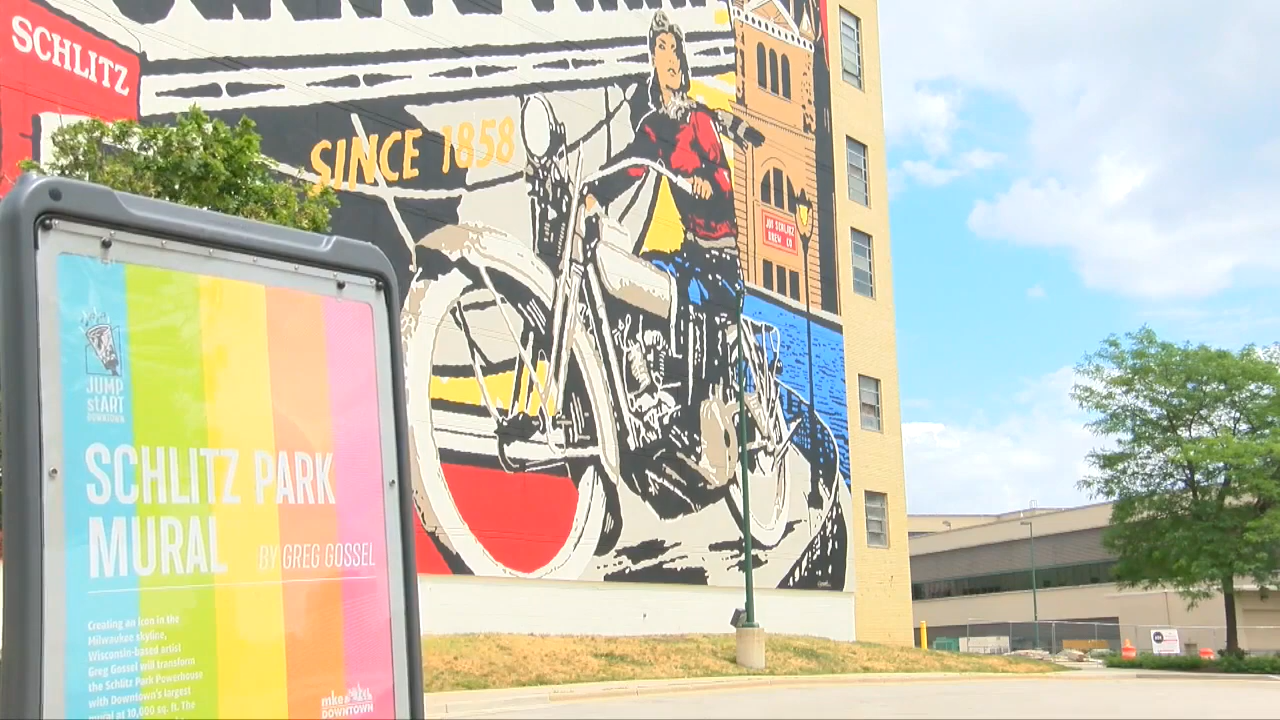 SCHLITZ
SINCE 1858
JOS SCHLITZ
BREW CO
JUMP
stART
DOWNTOWN
SCHLITZ PARK
MURAL BY GREG GOSSEL
Creating an icon in the
Milwaukee skyline,
Wisconsin-based artist
Greg Gossel will transform
the Schlitz Park Powerhouse
with Downtown's largest
mural at 10,000 sq. ft. The
mke
DOWNTOWN